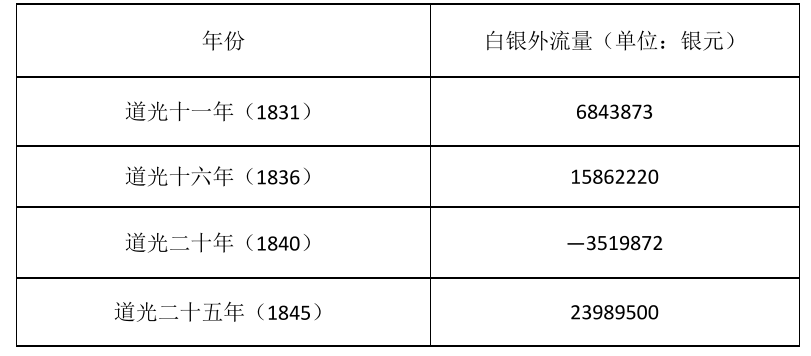 年份 白银外流量（单位：银元）
道光十一年（1831） 6843873
道光十六年（1836） 15862220
道光二十年（1840） —3519872
道光二十五年（1845） 23989500